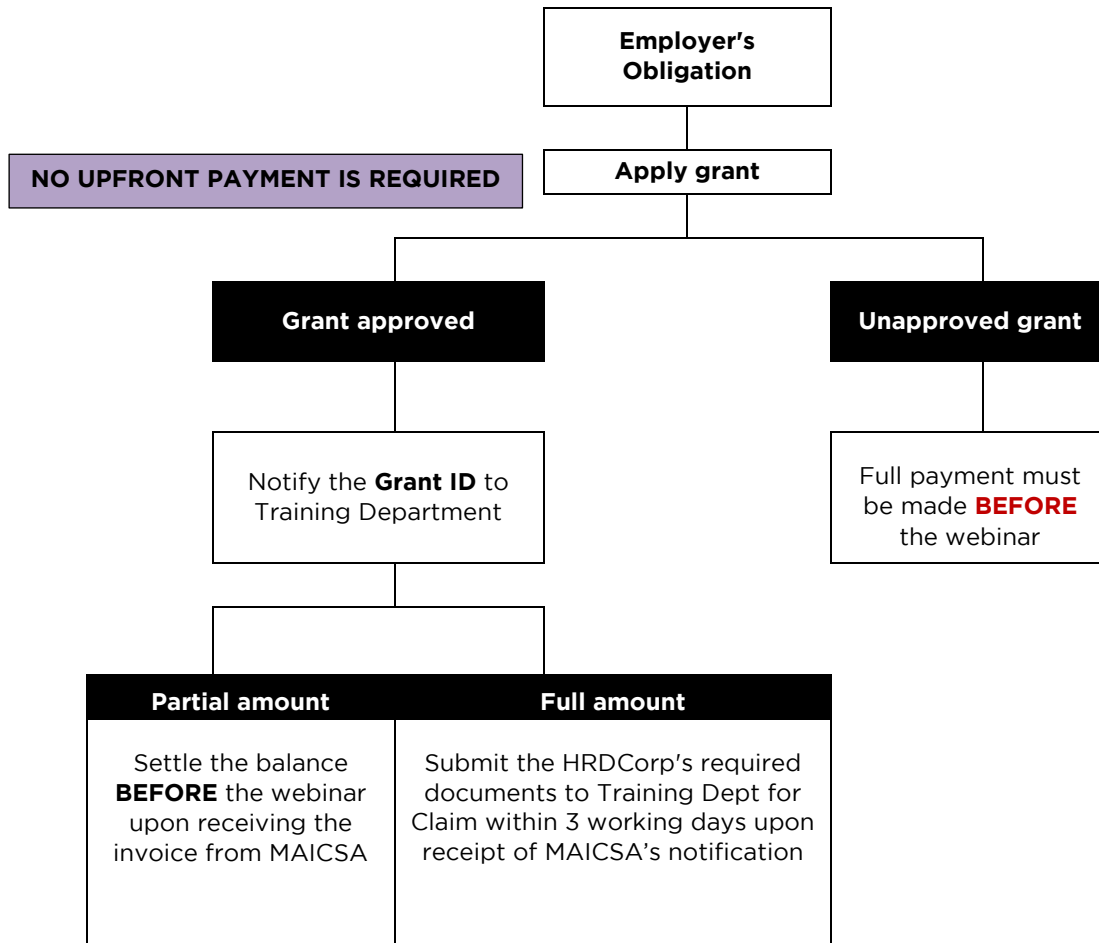 Employer's
Obligation
NO UPFRONT PAYMENT IS REQUIRED
Apply grant
Grant approved
Unapproved grant
Notify the Grant ID to
Training Department
Full payment must
be made BEFORE
the webinar
Partial amount
Full amount
Settle the balance
BEFORE the webinar
upon receiving the
invoice from MAICSA
Submit the HRDCorp's required
documents to Training Dept for
Claim within 3 working days upon
receipt of MAICSA’s notification